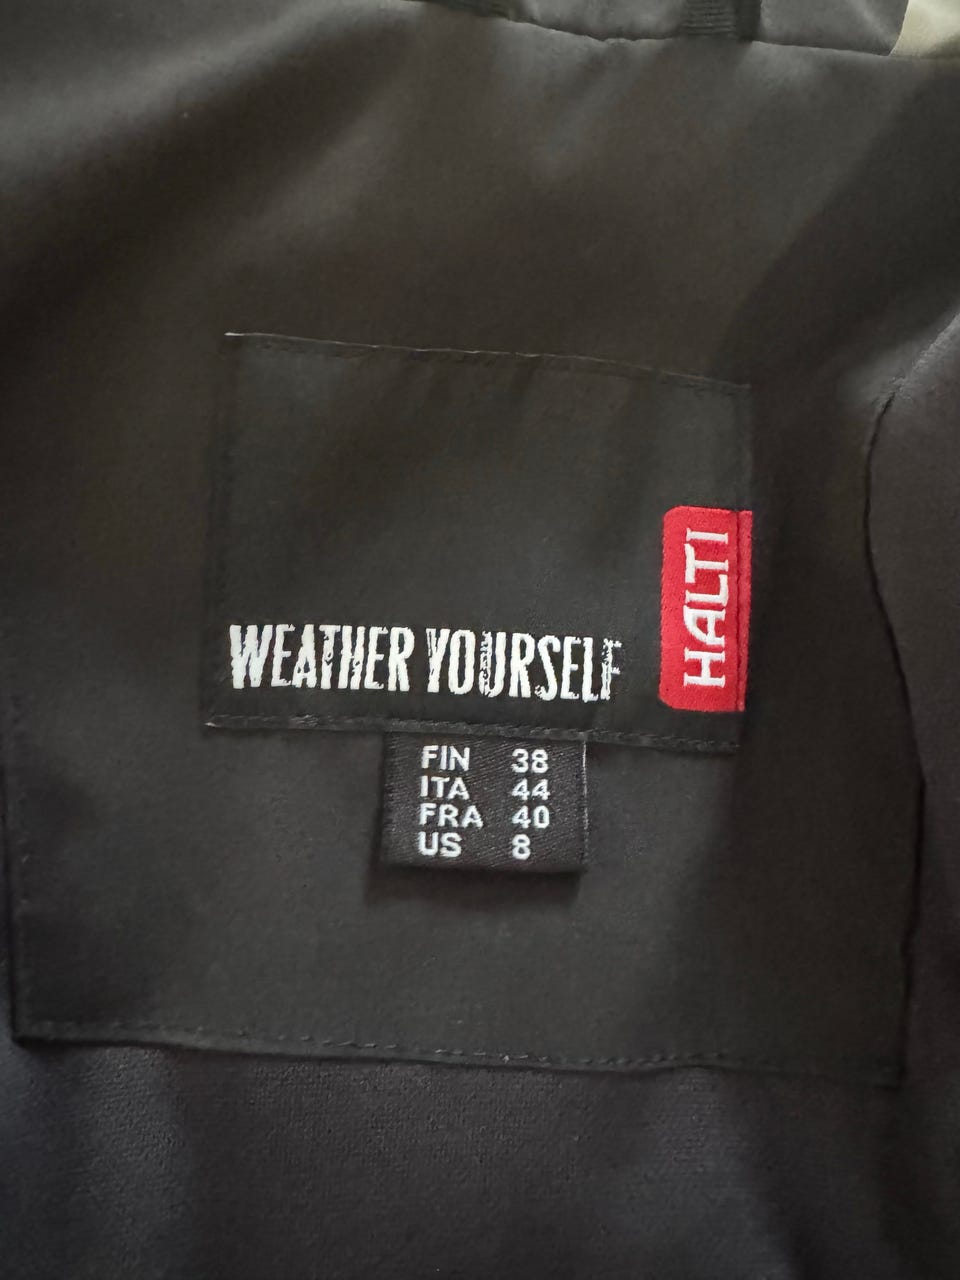 WEATHER YOURSELF
HALTI
FIN 38
ITA 44
FRA 40
US 8